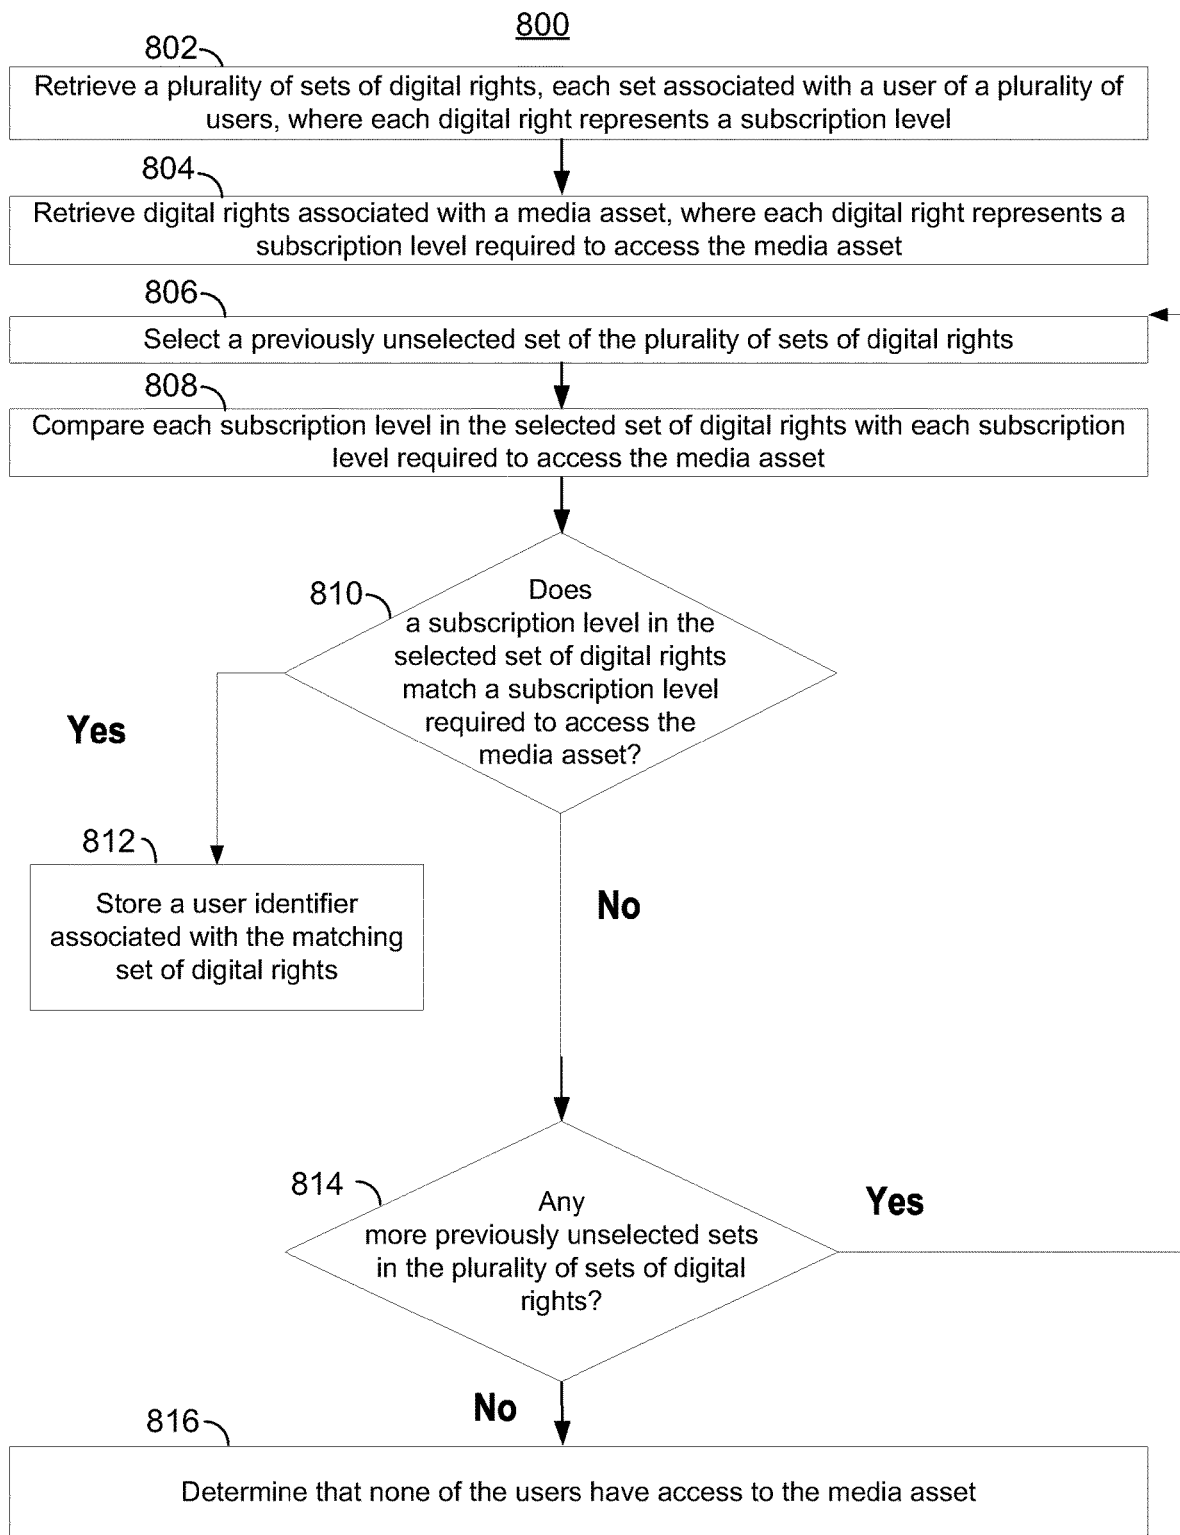 800
802
Retrieve a plurality of sets of digital rights, each set associated with a user of a plurality of
users, where each digital right represents a subscription level
804
Retrieve digital rights associated with a media asset, where each digital right represents a
subscription level required to access the media asset
806
Select a previously unselected set of the plurality of sets of digital rights
808
Compare each subscription level in the selected set of digital rights with each subscription
level required to access the media asset
810
Does
a subscription level in the
selected set of digital rights
match a subscription level
required to access the
media asset?
Yes
812
Store a user identifier
associated with the matching
set of digital rights
No
814
Any
more previously unselected sets
in the plurality of sets of digital
rights?
Yes
No
816
Determine that none of the users have access to the media asset